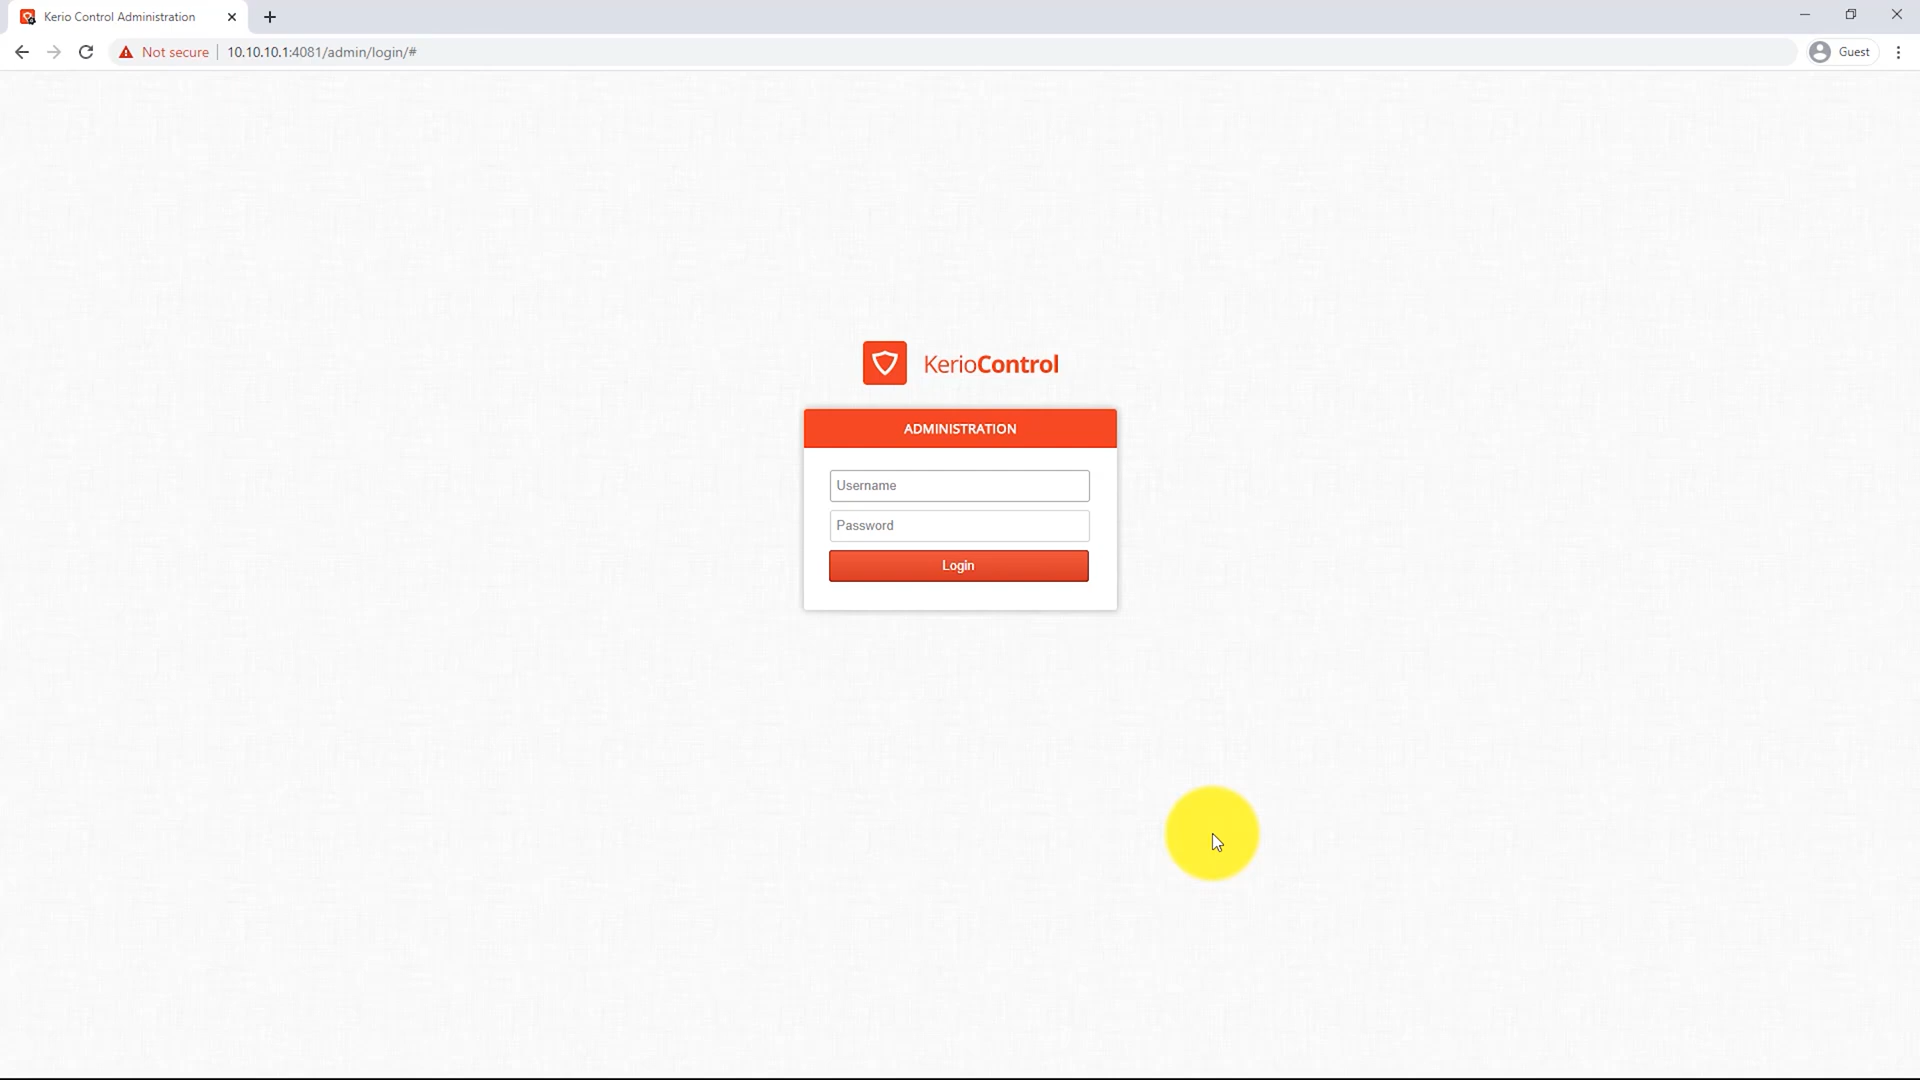 Kerio Control Administration
Not secure 10.10.10.1:4081/admin/login/#
Guest
KerioControl
ADMINISTRATION
Username
Password
Login